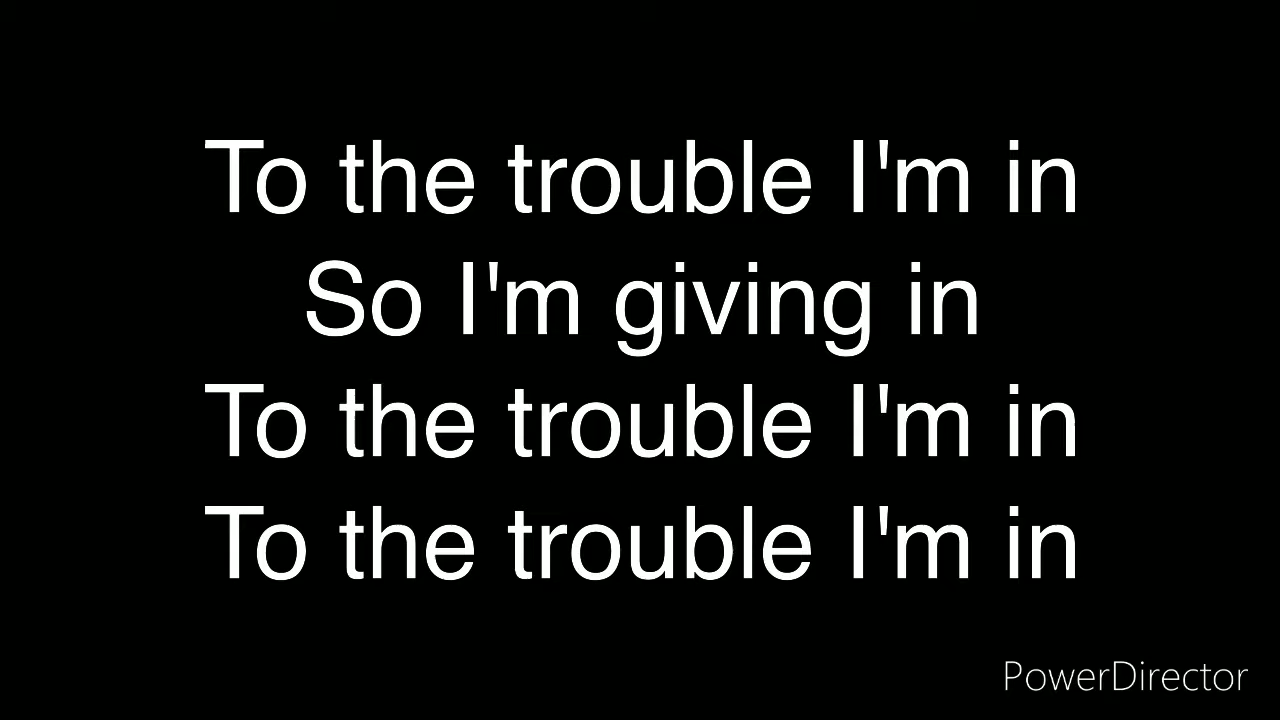 To the trouble I'm in
So I'm giving in
To the trouble I'm in
To the trouble I'm in
PowerDirector